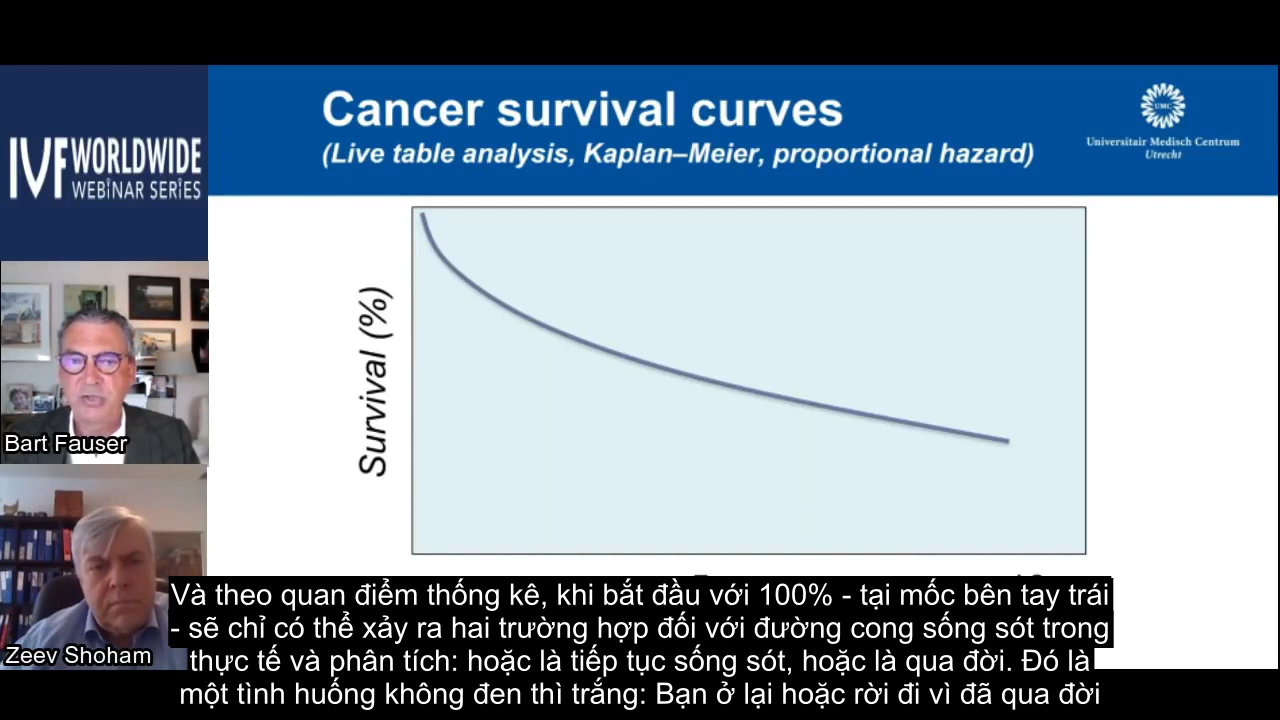 IVF WORLDWIDE
WEBINAR SERIES
Cancer survival curves
(Live table analysis, Kaplan–Meier, proportional hazard)
UMC
Universitair Medisch Centrum
Utrecht
Survival (%)
Bart Fauser
Zeev Shoham
Và theo quan điểm thống kê, khi bắt đầu với 100% - tại mốc bên tay trái
- sẽ chỉ có thể xảy ra hai trường hợp đối với đường cong sống sót trong
thực tế và phân tích: hoặc là tiếp tục sống sót, hoặc là qua đời. Đó là
một tình huống không đen thì trắng: Bạn ở lại hoặc rời đi vì đã qua đời